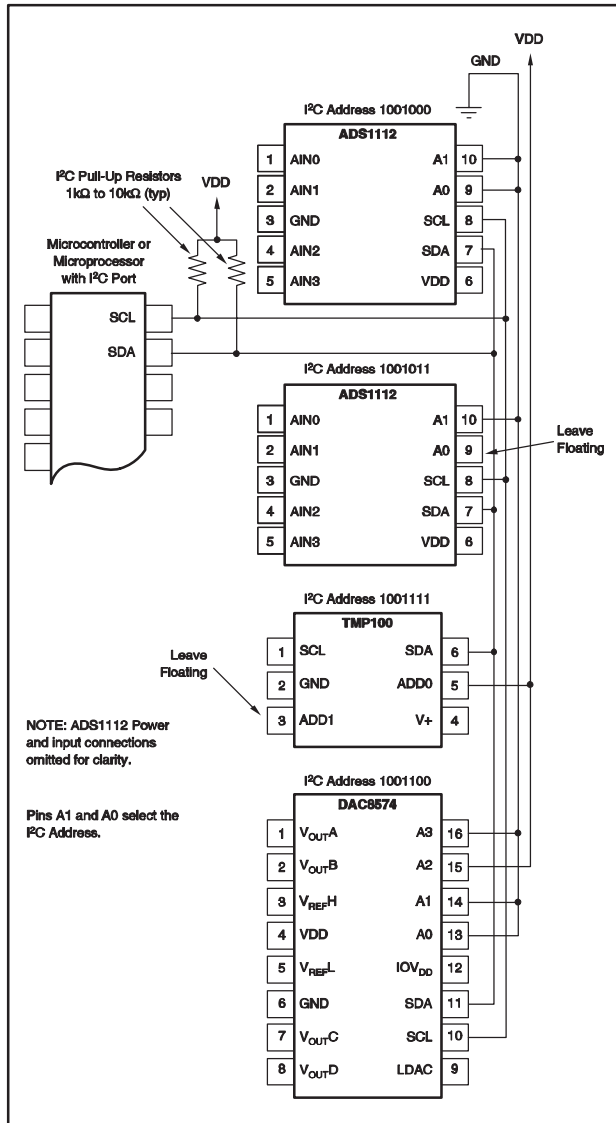 VDD
GND
I²C Address 1001000
ADS1112
1 AIN0 A1 10
2 AIN1 A0 9
3 GND SCL 8
4 AIN2 SDA 7
5 AIN3 VDD 6
I²C Pull-Up Resistors
1kΩ to 10kΩ (typ)
VDD
Microcontroller or
Microprocessor
with I²C Port
SCL
SDA
I²C Address 1001011
ADS1112
1 AIN0 A1 10
2 AIN1 A0 9
3 GND SCL 8
4 AIN2 SDA 7
5 AIN3 VDD 6
Leave
Floating
I²C Address 1001111
TMP100
1 SCL SDA 6
2 GND ADD0 5
3 ADD1 V+ 4
Leave
Floating
NOTE: ADS1112 Power
and input connections
omitted for clarity.
Pins A1 and A0 select the
I²C Address.
I²C Address 1001100
DAC8574
1 VOUTA A3 16
2 VOUTB A2 15
3 VREFH A1 14
4 VDD A0 13
5 VREFL IOVDD 12
6 GND SDA 11
7 VOUTC SCL 10
8 VOUTD LDAC 9